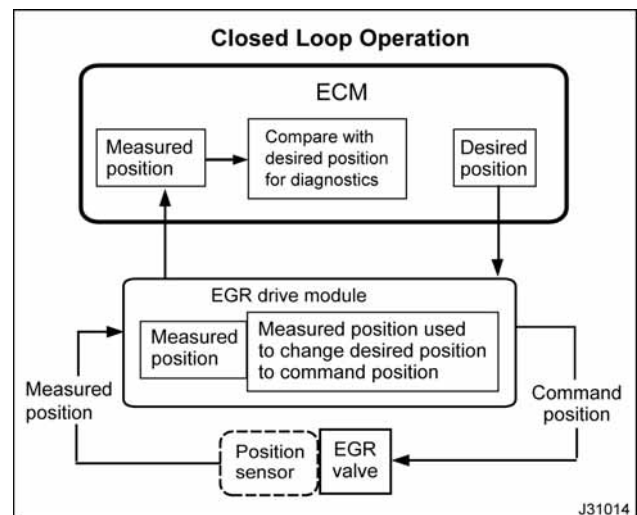 Closed Loop Operation
ECM
Measured
position
Compare with
desired position
for diagnostics
Desired
position
EGR drive module
Measured
position
Measured position used
to change desired position
to command position
Measured
position
Command
position
Position
sensor
EGR
valve
J31014